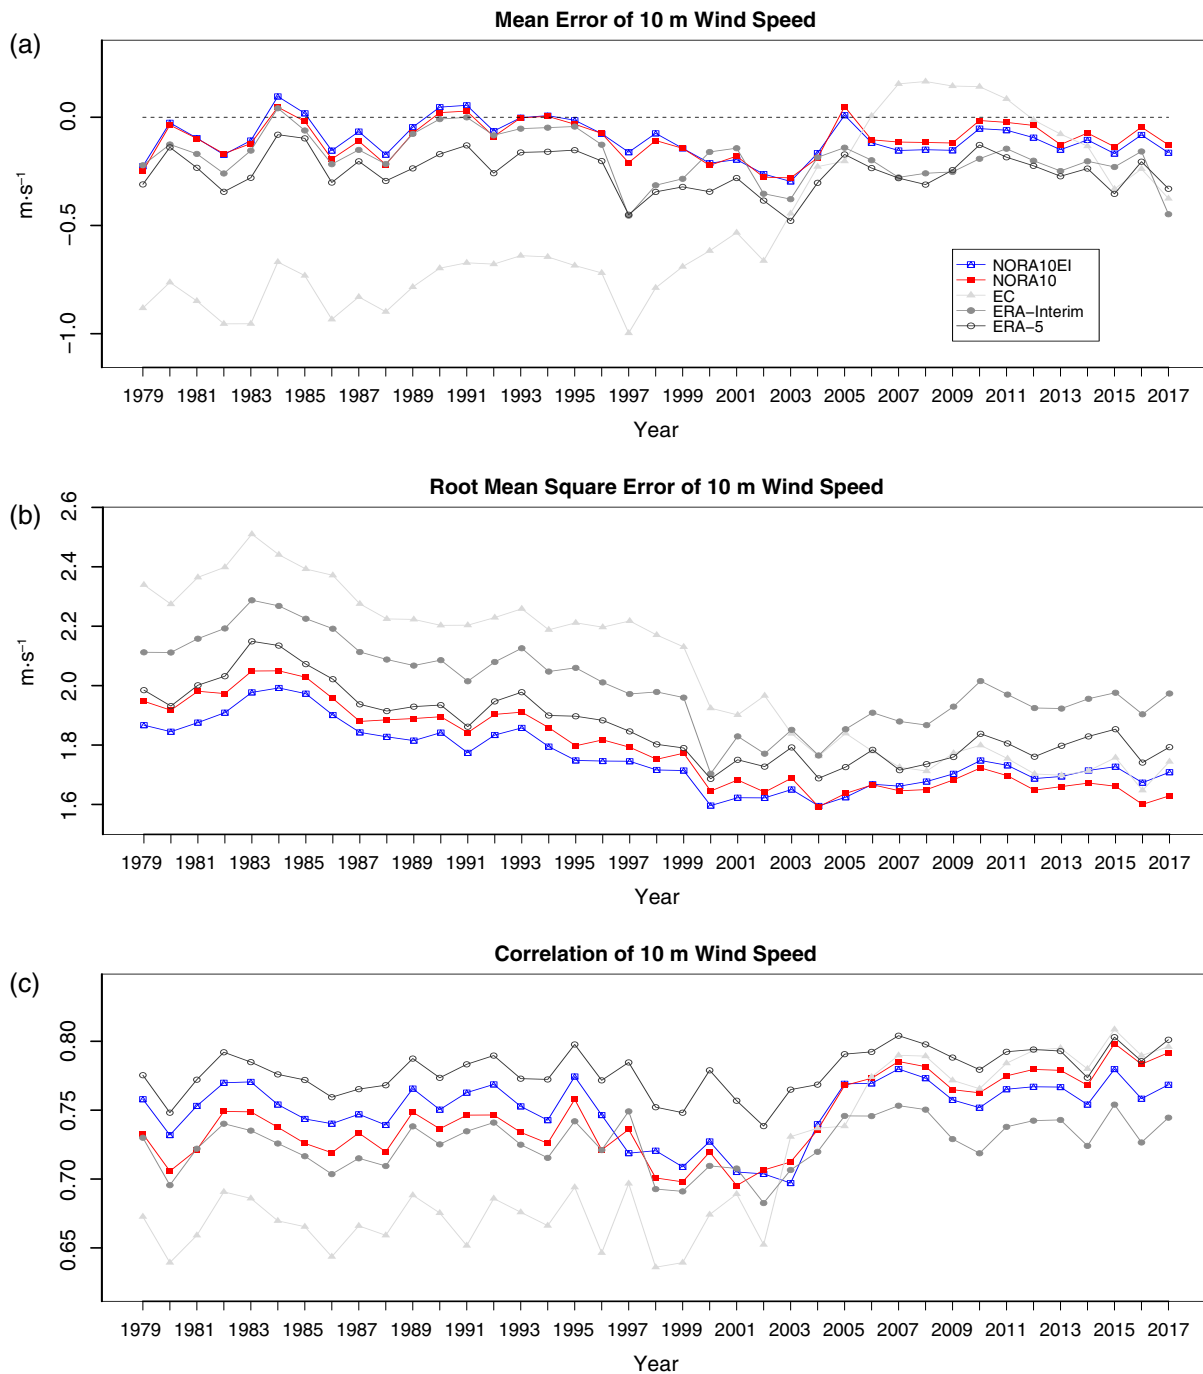 Mean Error of 10 m Wind Speed
(a)
0.0
−0.5
−1.0
m·s⁻¹
NORA10EI
NORA10
EC
ERA−Interim
ERA−5
1979 1981 1983 1985 1987 1989 1991 1993 1995 1997 1999 2001 2003 2005 2007 2009 2011 2013 2015 2017
Year
Root Mean Square Error of 10 m Wind Speed
(b)
2.6
2.4
2.2
2.0
1.8
1.6
m·s⁻¹
1979 1981 1983 1985 1987 1989 1991 1993 1995 1997 1999 2001 2003 2005 2007 2009 2011 2013 2015 2017
Year
Correlation of 10 m Wind Speed
(c)
0.80
0.75
0.70
0.65
1979 1981 1983 1985 1987 1989 1991 1993 1995 1997 1999 2001 2003 2005 2007 2009 2011 2013 2015 2017
Year